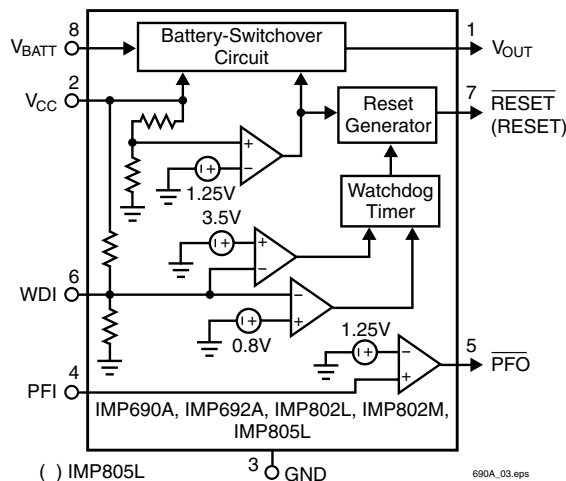 8
VBATT
Battery-Switchover
Circuit
1
VOUT
2
VCC
7
RESET
(RESET)
Reset
Generator
+
−
− +
1.25V
Watchdog
Timer
3.5V
− +
+
−
6
WDI
−
+
− +
0.8V
1.25V
− +
−
+
5
PFO
4
PFI
IMP690A, IMP692A, IMP802L, IMP802M,
IMP805L
( ) IMP805L
3
GND
690A_03.eps